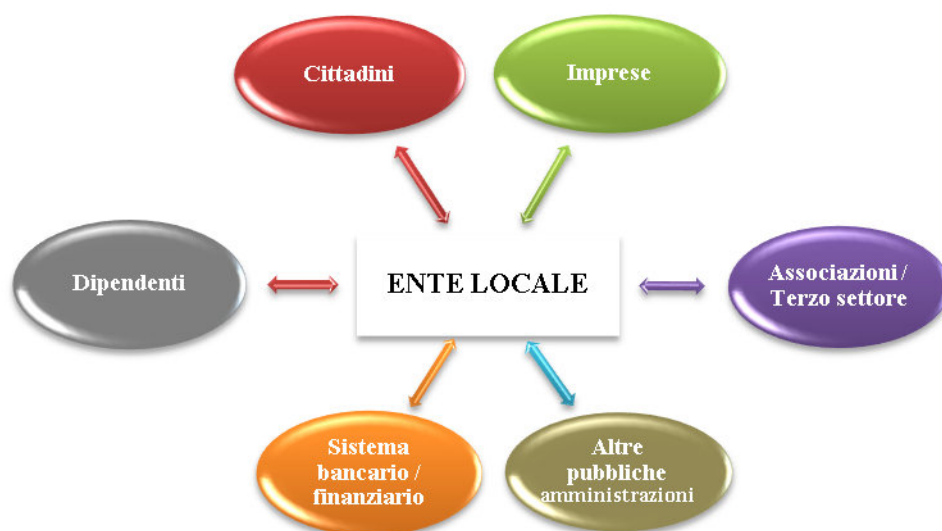 Cittadini
Imprese
Dipendenti
ENTE LOCALE
Associazioni /
Terzo settore
Sistema
bancario /
finanziario
Altre
pubbliche
amministrazioni